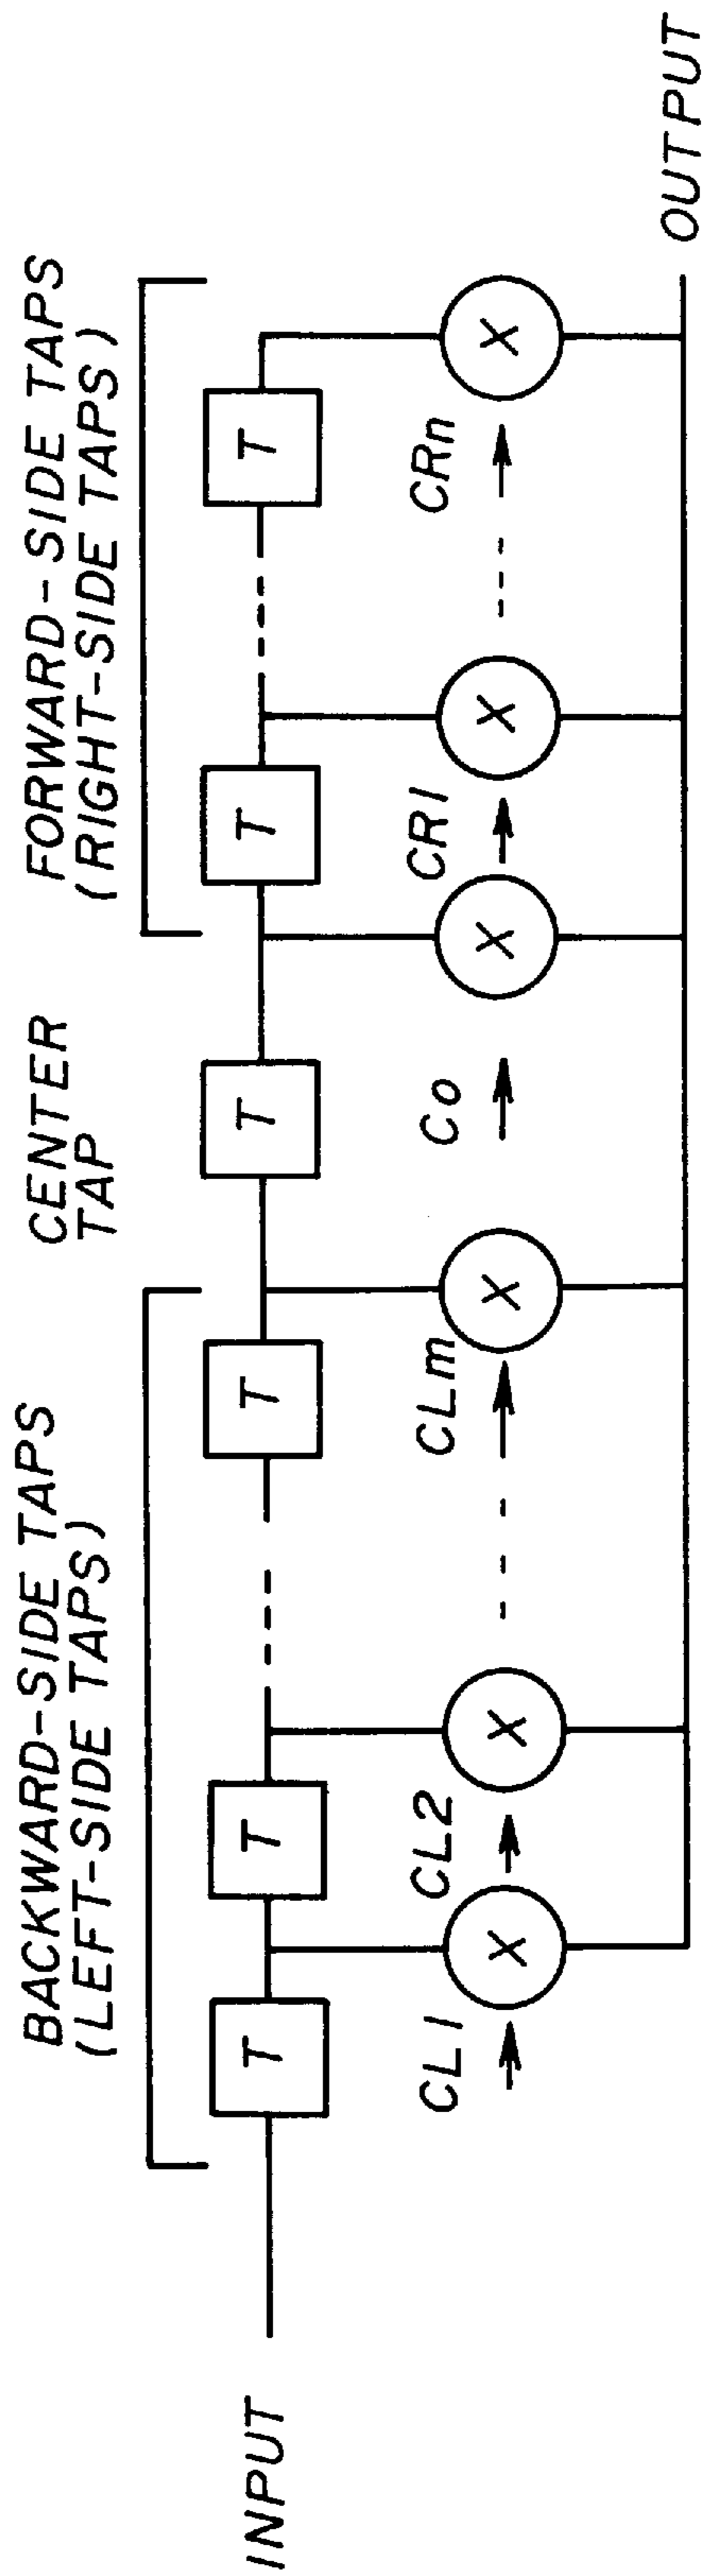 BACKWARD-SIDE TAPS
(LEFT-SIDE TAPS)
CENTER
TAP
FORWARD-SIDE TAPS
(RIGHT-SIDE TAPS)
INPUT
T
T
T
T
T
T
CL1
X
CL2
X
CLm
X
Co
X
CR1
X
CRn
X
OUTPUT